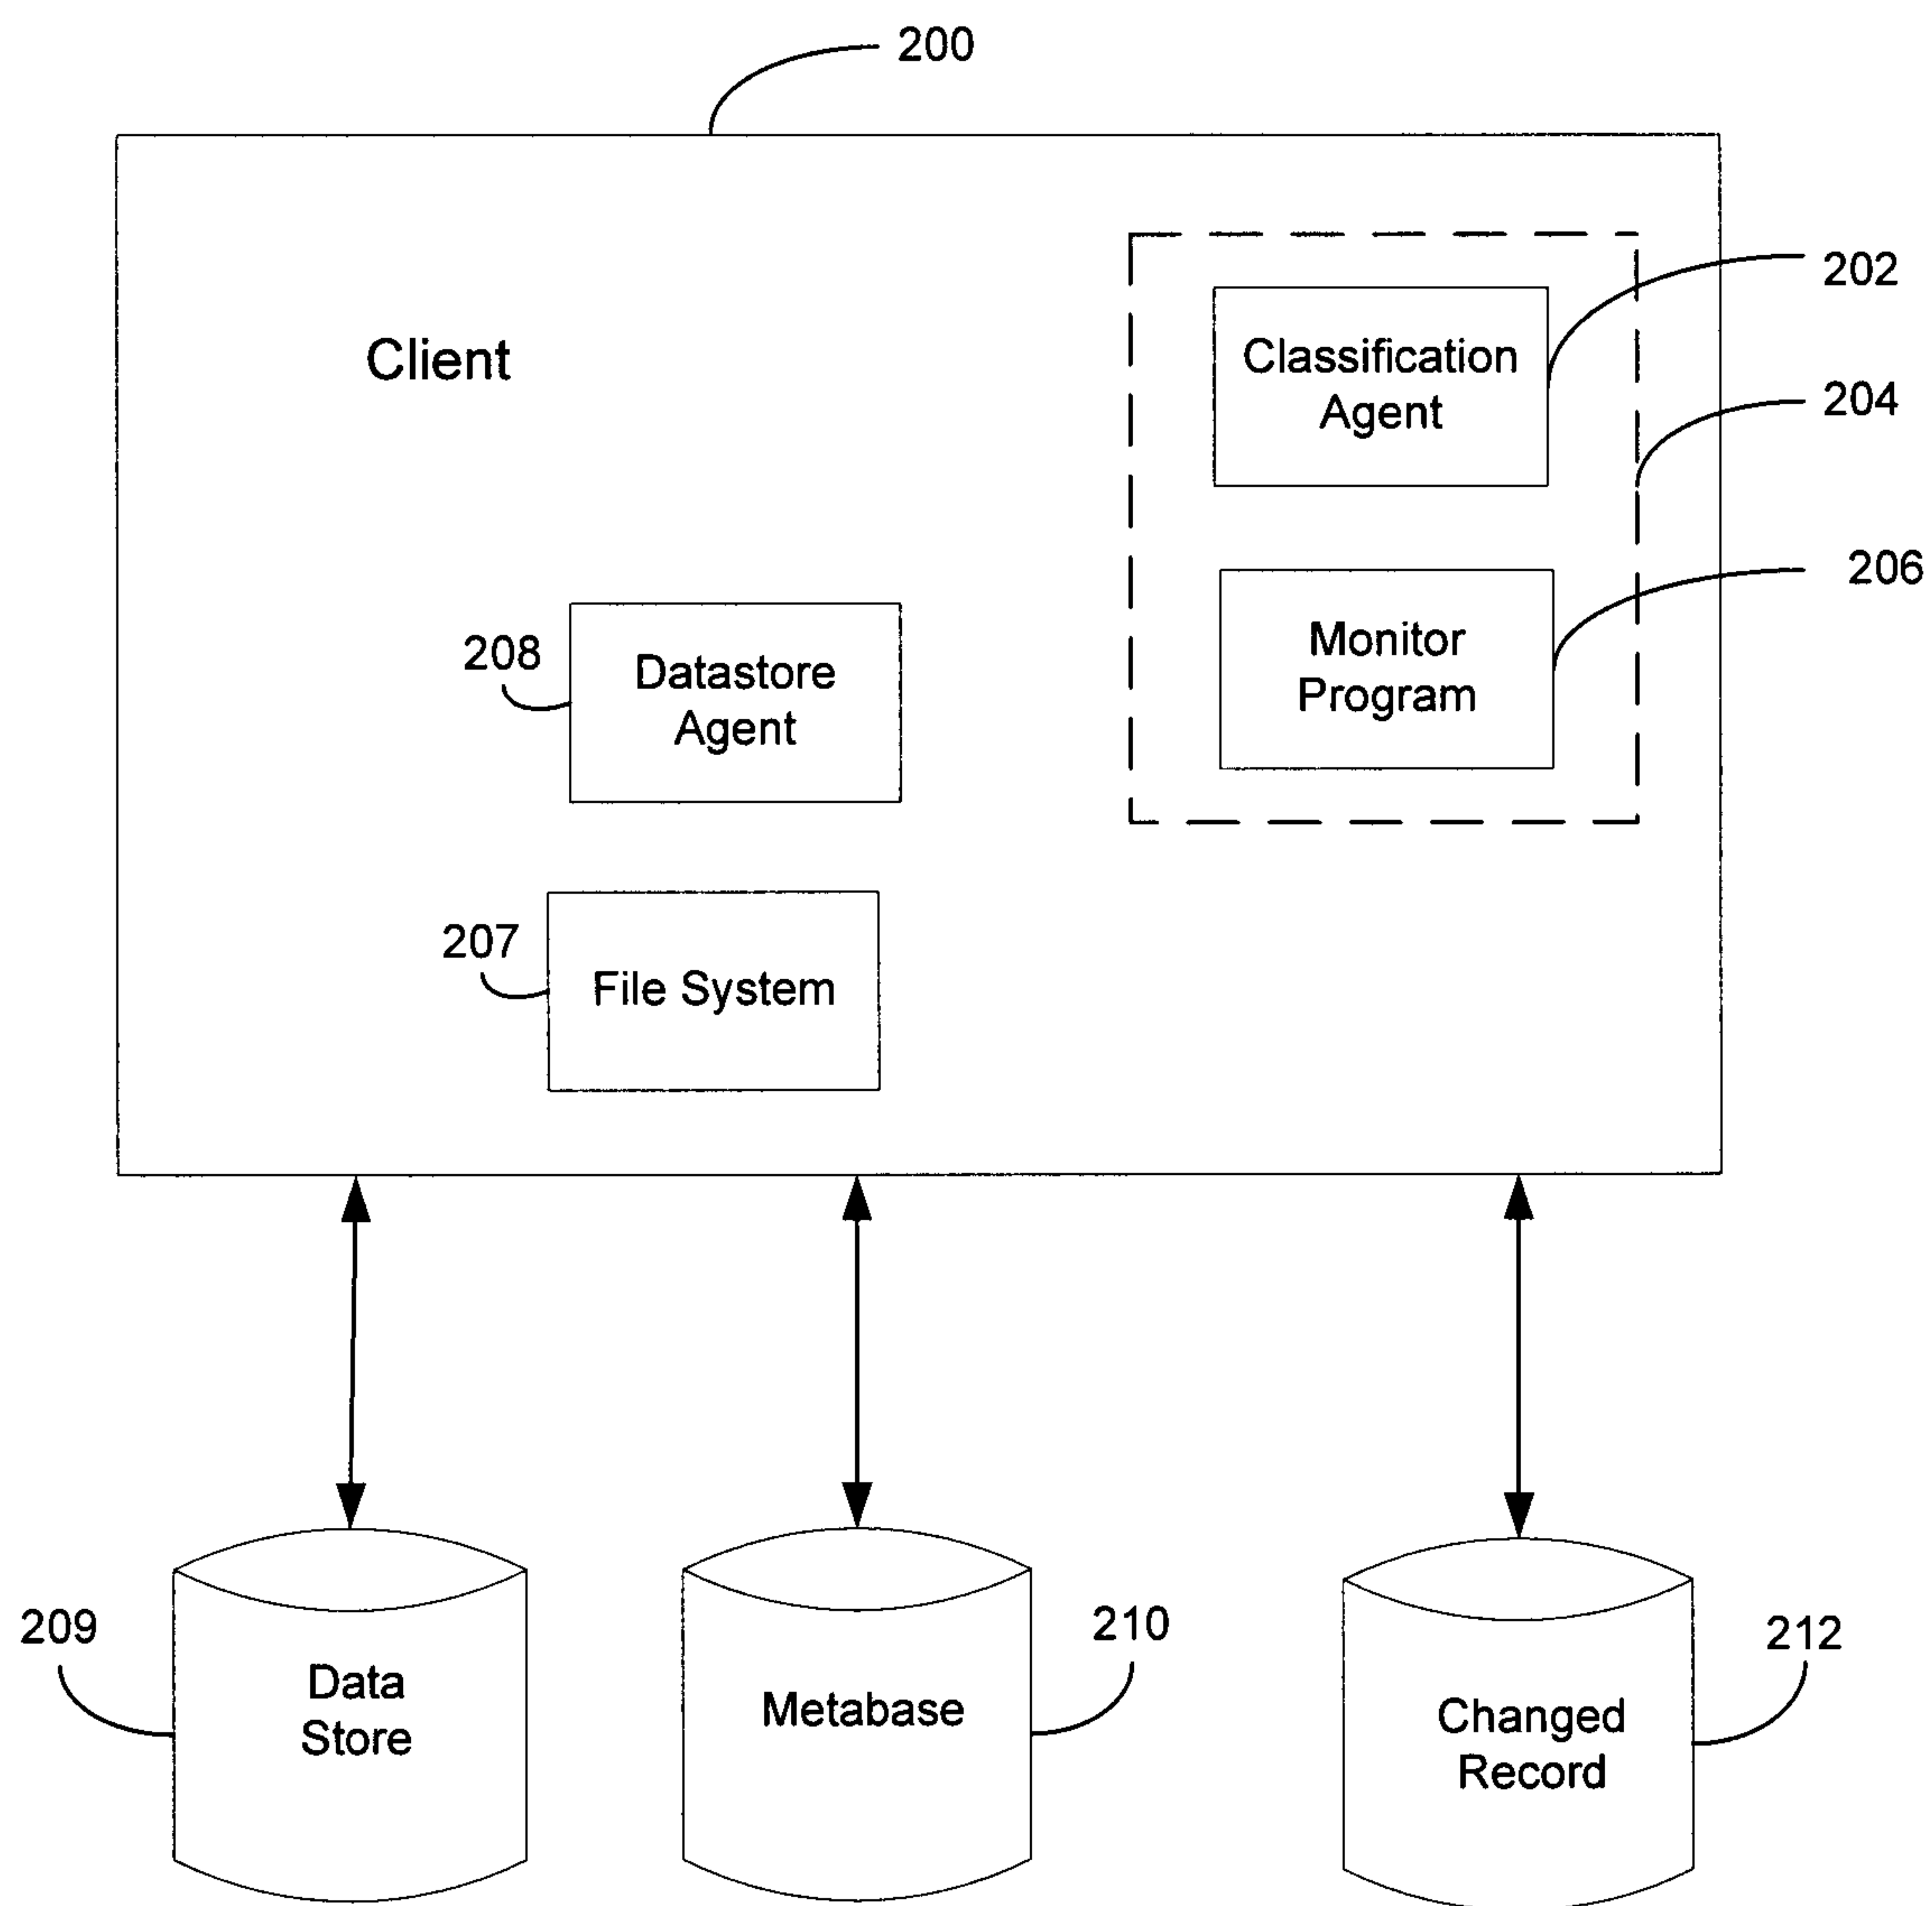 200
Client
Classification
Agent
202
204
Monitor
Program
206
208
Datastore
Agent
207
File System
209
Data
Store
Metabase
210
Changed
Record
212